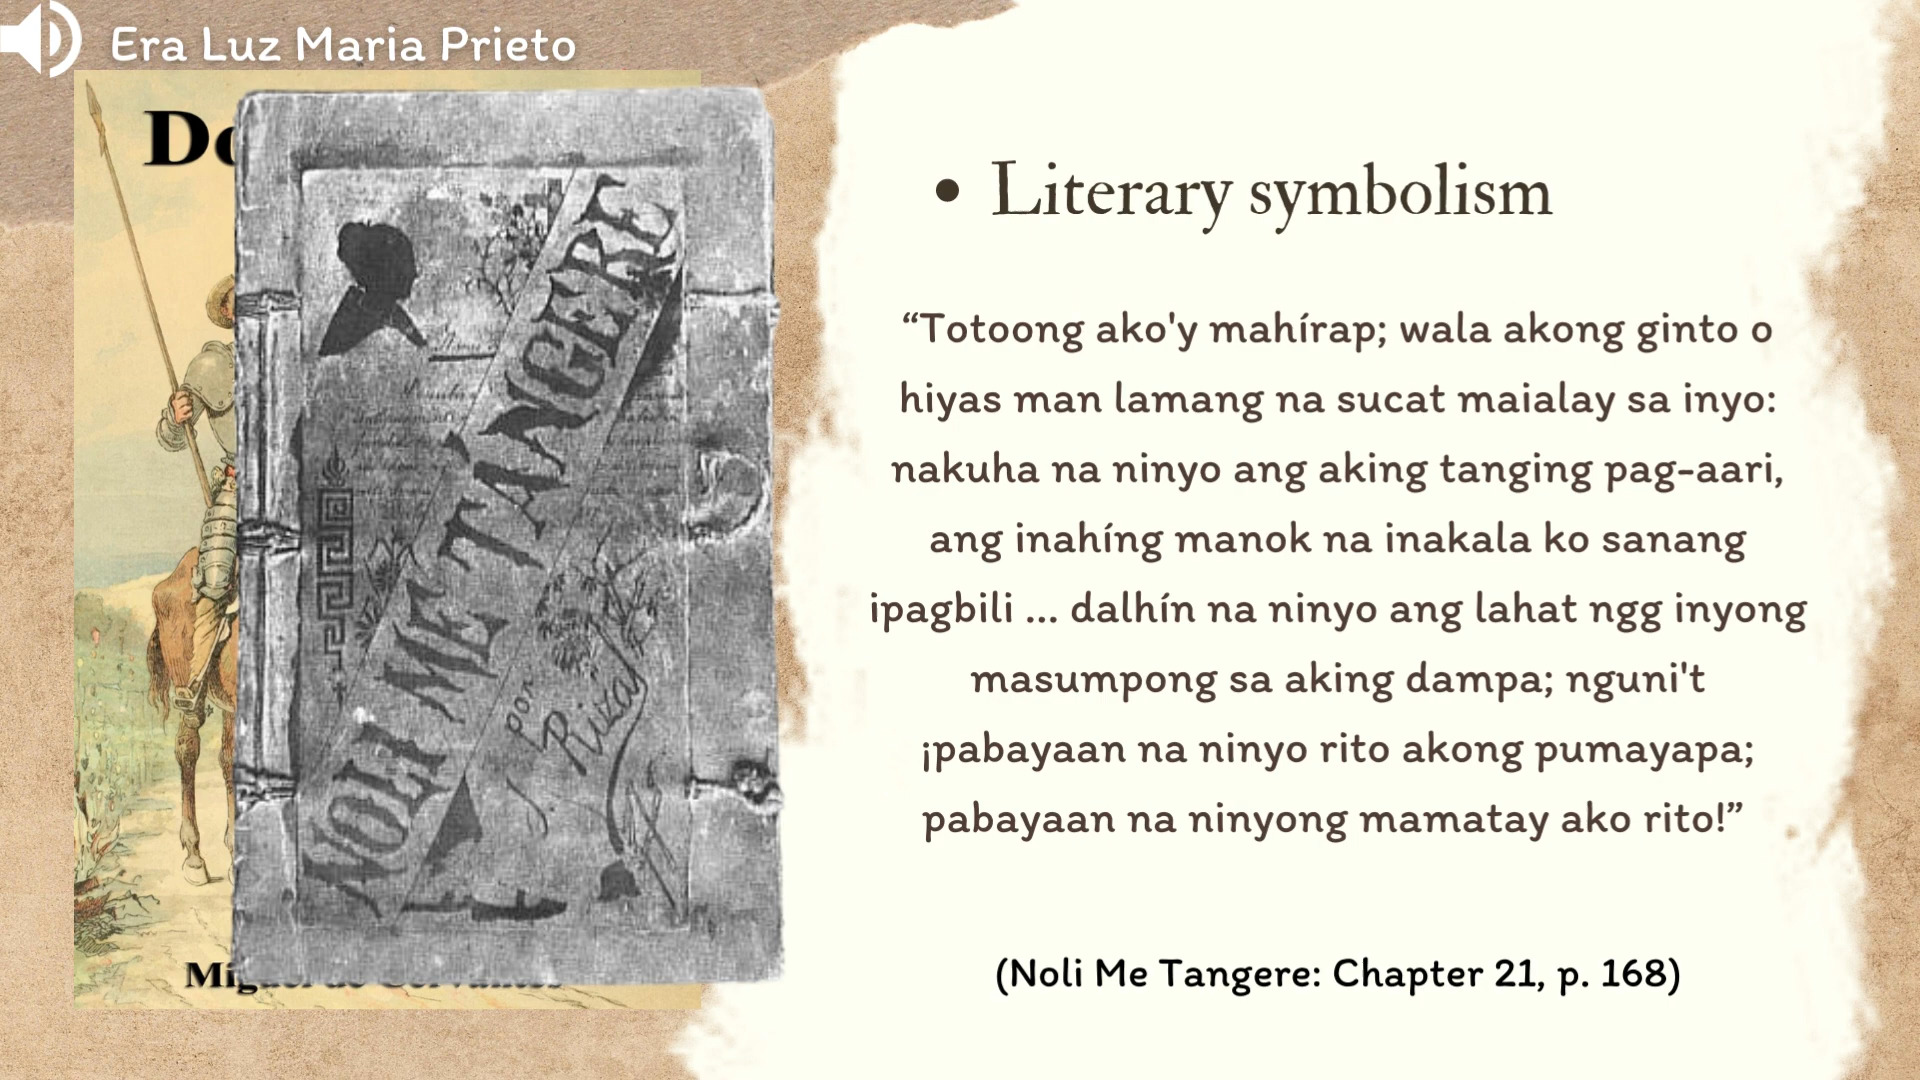 Era Luz Maria Prieto
NOLI ME TANGERE
por
J. Rizal
• Literary symbolism
“Totoong ako'y mahírap; wala akong ginto o
hiyas man lamang na sucat maialay sa inyo:
nakuha na ninyo ang aking tanging pag-aari,
ang inahíng manok na inakala ko sanang
ipagbili ... dalhín na ninyo ang lahat ngg inyong
masumpong sa aking dampa; nguni't
¡pabayaan na ninyo rito akong pumayapa;
pabayaan na ninyong mamatay ako rito!”
(Noli Me Tangere: Chapter 21, p. 168)